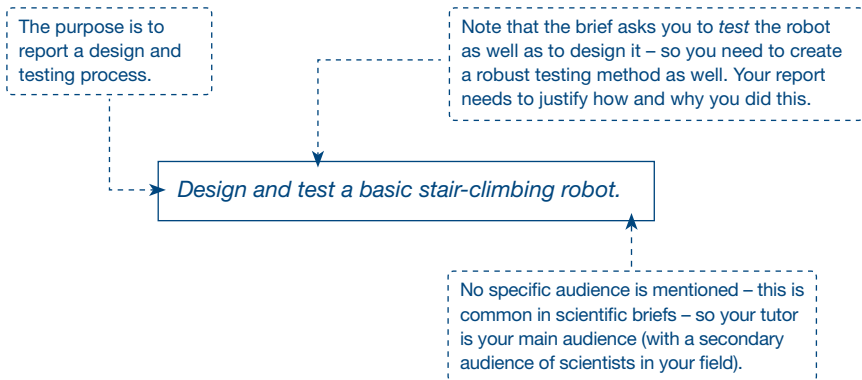 The purpose is to
report a design and
testing process.
Note that the brief asks you to test the robot
as well as to design it – so you need to create
a robust testing method as well. Your report
needs to justify how and why you did this.
Design and test a basic stair-climbing robot.
No specific audience is mentioned – this is
common in scientific briefs – so your tutor
is your main audience (with a secondary
audience of scientists in your field).